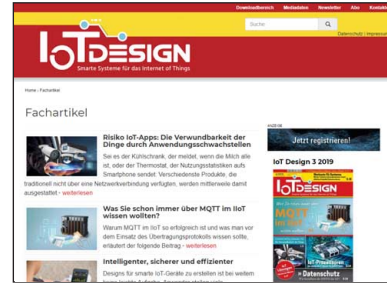 Downloadbereich Mediadaten Newsletter Abo Kontakt
Suche
Datenschutz | Impressum
IoT DESIGN
Smarte Systeme für das Internet of Things
Home › Fachartikel
Fachartikel
Risiko IoT-Apps: Die Verwundbarkeit der
Dinge durch Anwendungsschwachstellen
Sei es der Kühlschrank, der meldet, wenn die Milch alle
ist, oder der Thermostat, der Nutzungsstatistiken aufs
Smartphone sendet. Verschiedenste Produkte, die
traditionell nicht über eine Netzwerkverbindung verfügten, werden mittlerweile damit
ausgestattet - weiterlesen
Was Sie schon immer über MQTT im IIoT
wissen wollten?
Warum MQTT im IIoT so erfolgreich ist und was man vor
dem Einsatz des Übertragungsprotokolls wissen sollte,
erläutert der folgende Beitrag - weiterlesen
Intelligenter, sicherer und effizienter
Designs für smarte IoT-Geräte zu erstellen ist bei weitem
ANZEIGE
Jetzt registrieren!
IoT Design 3 2019
IoT DESIGN
MQTT
» Datenschutz